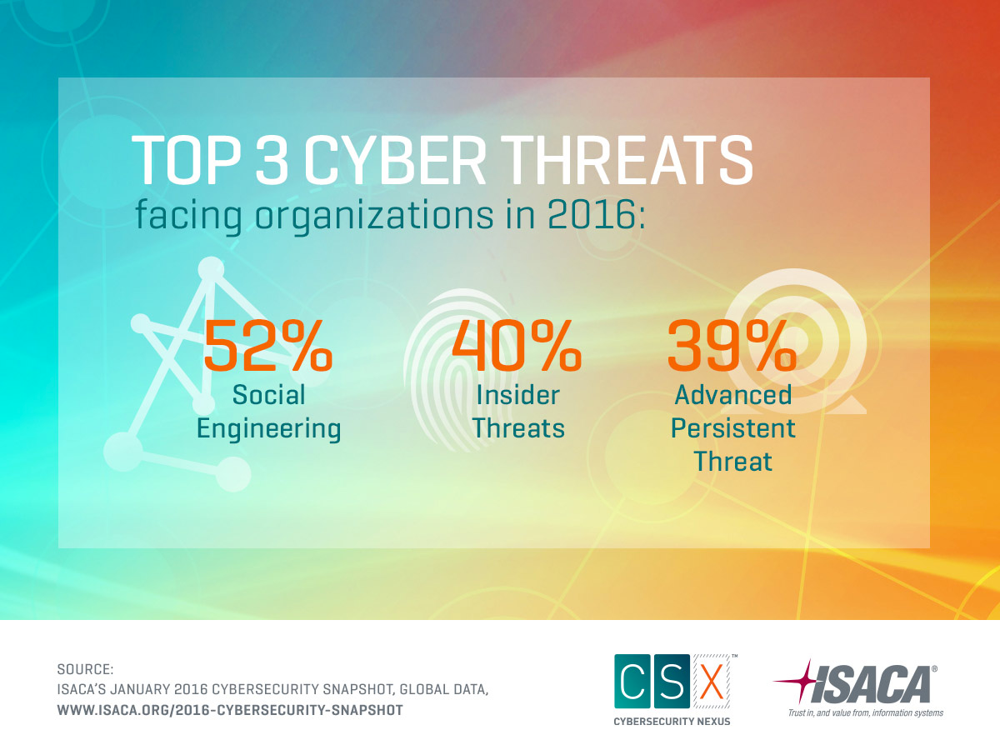 TOP 3 CYBER THREATS
facing organizations in 2016:
52%
Social
Engineering
40%
Insider
Threats
39%
Advanced
Persistent
Threat
SOURCE:
ISACA'S JANUARY 2016 CYBERSECURITY SNAPSHOT, GLOBAL DATA,
WWW.ISACA.ORG/2016-CYBERSECURITY-SNAPSHOT
CSX™
CYBERSECURITY NEXUS
ISACA®
Trust in, and value from, information systems